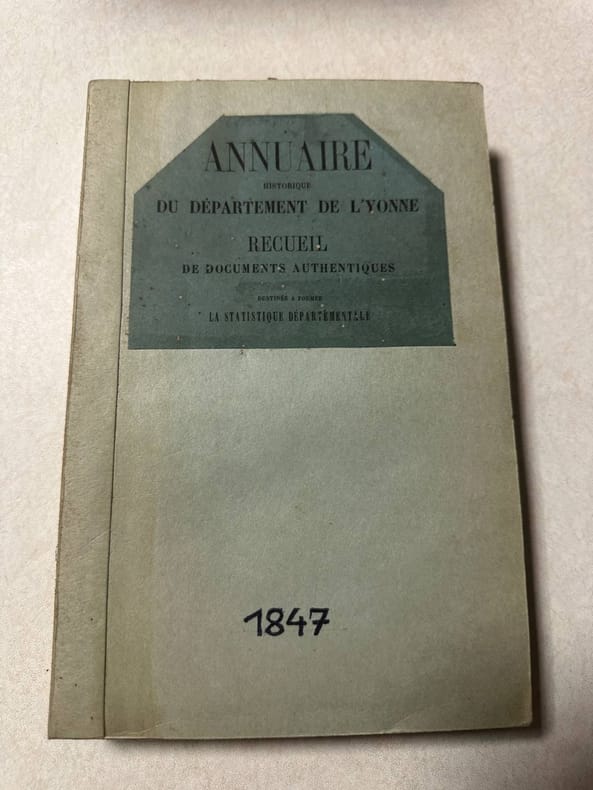 ANNUAIRE
HISTORIQUE
DU DÉPARTEMENT DE L'YONNE
RECUEIL
DE DOCUMENTS AUTHENTIQUES
DESTINÉS A FORMER
LA STATISTIQUE DÉPARTEMENTALE
1847